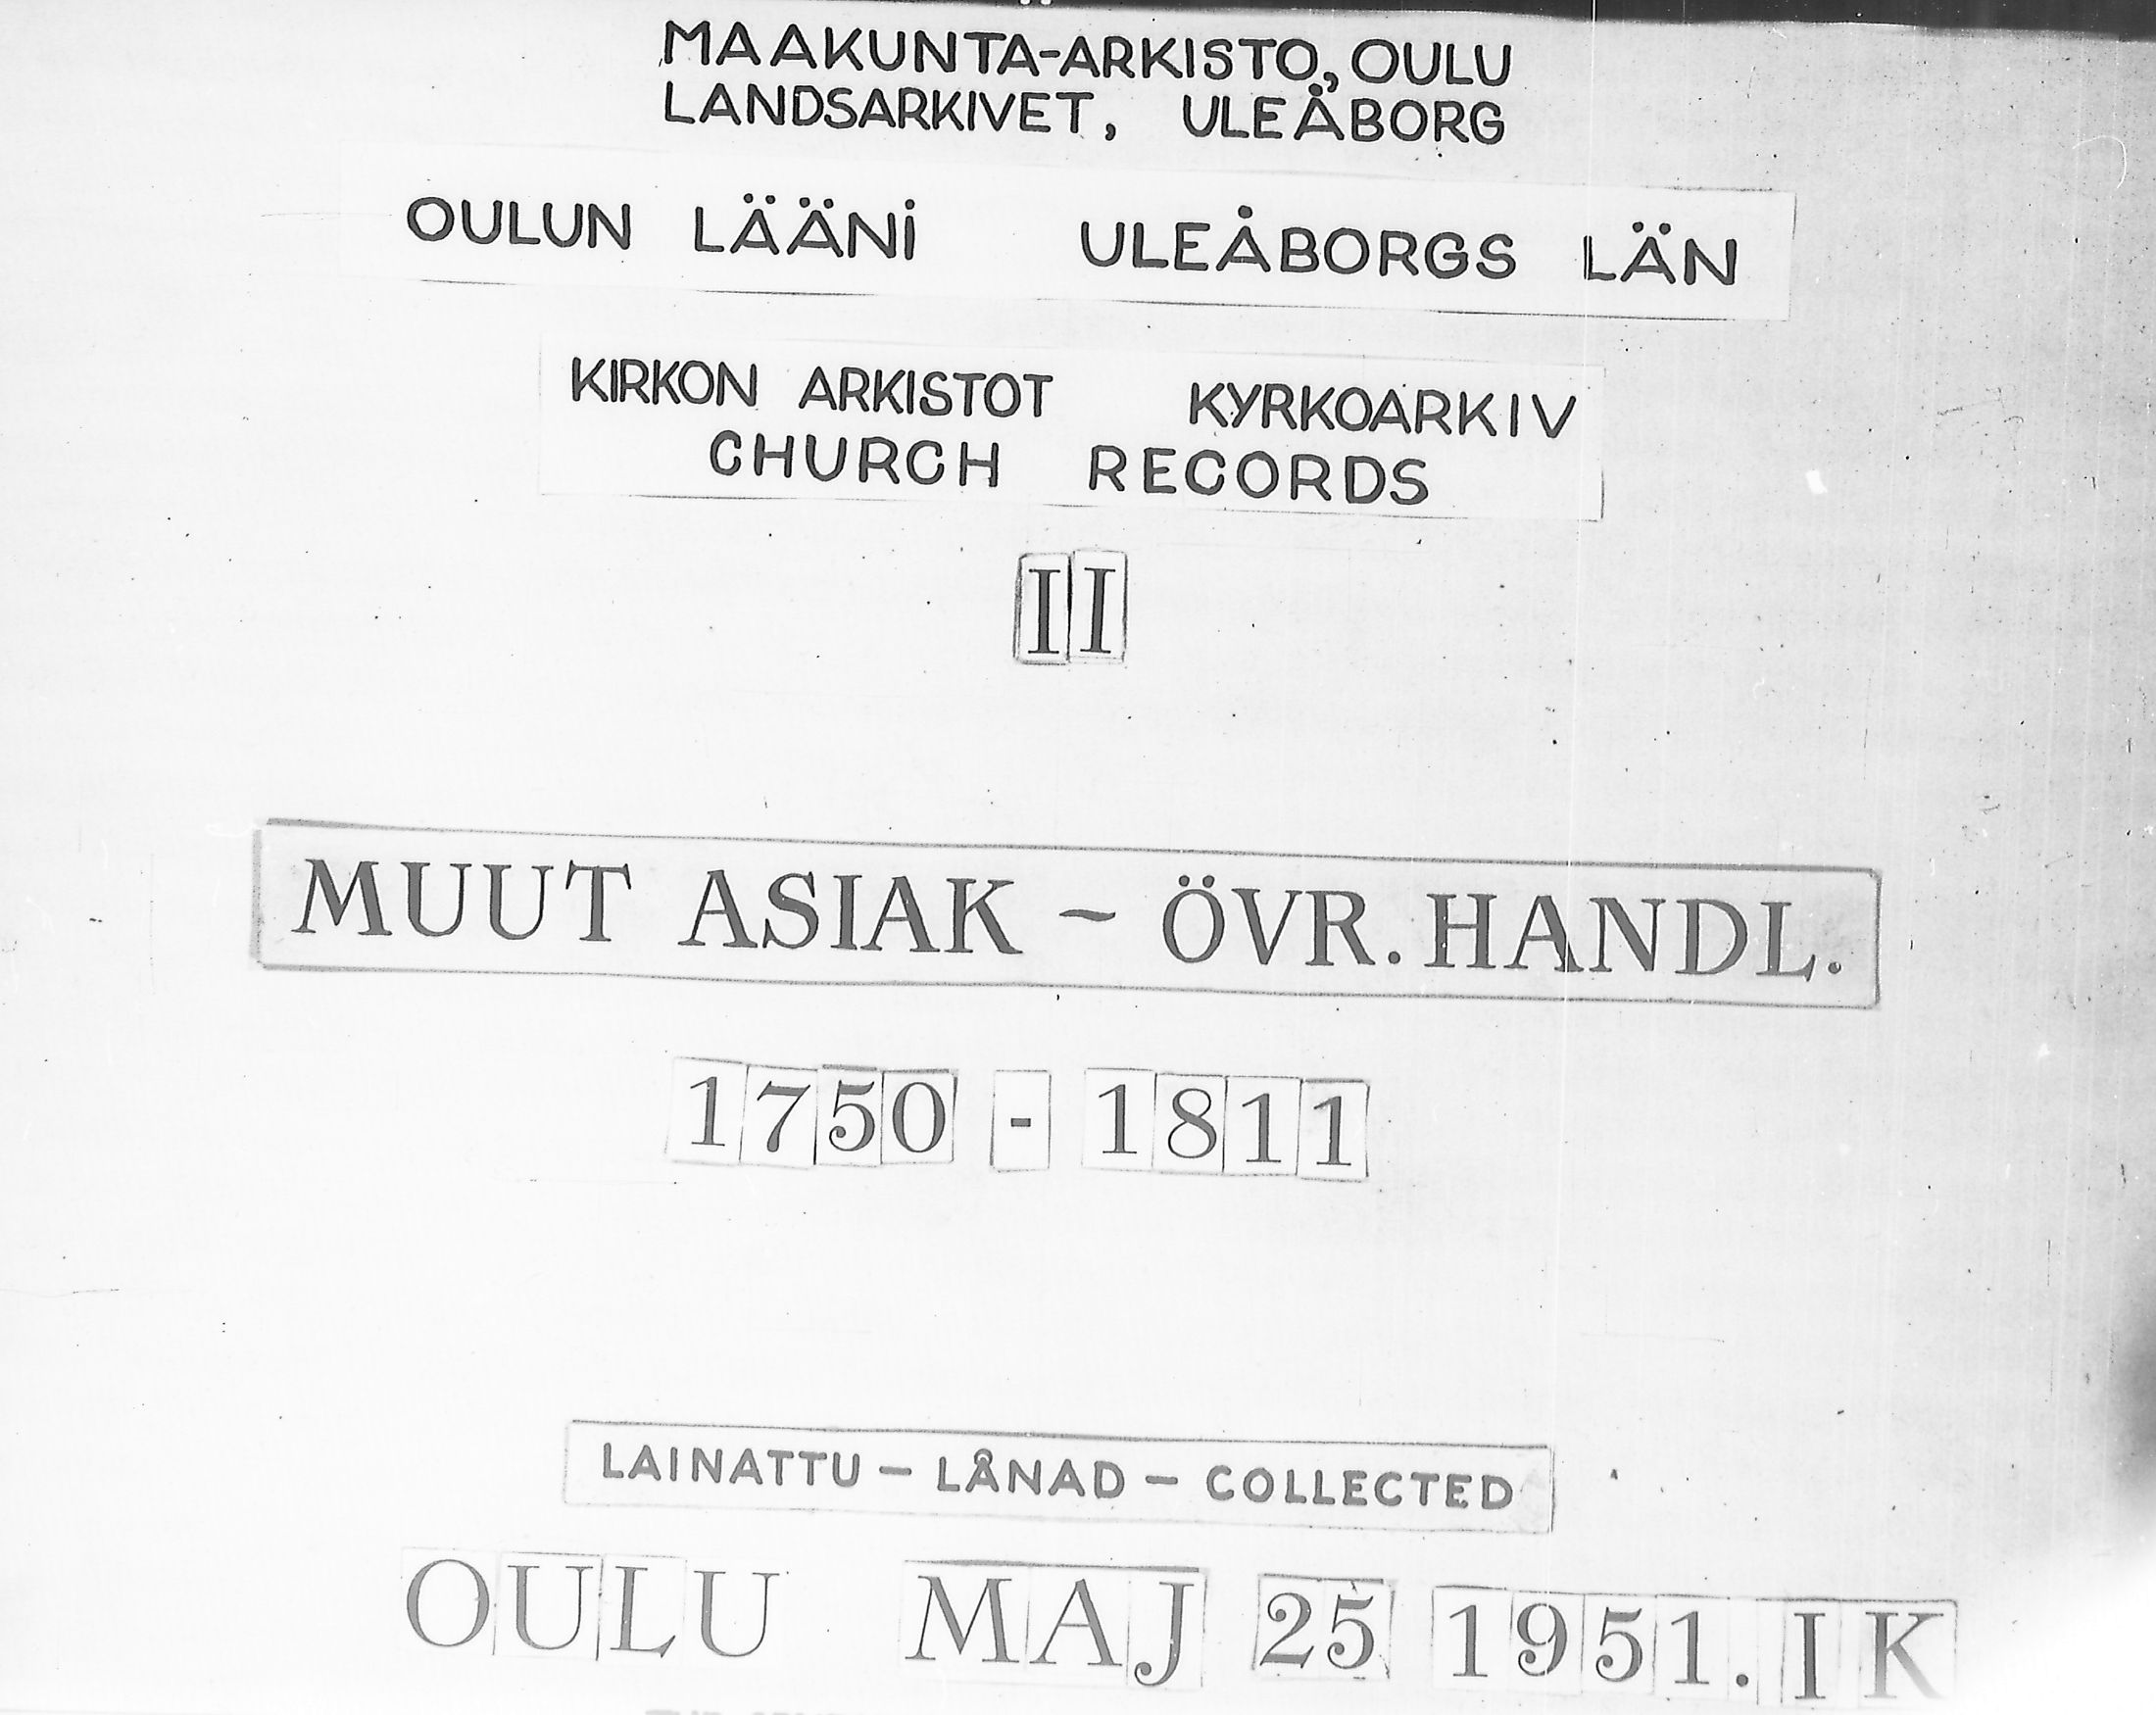 MAAKUNTA-ARKISTO, OULU
LANDSARKIVET, ULEÅBORG
OULUN LÄÄNI ULEÅBORGS LÄN
KIRKON ARKISTOT KYRKOARKIV
CHURCH RECORDS
II
MUUT ASIAK - ÖVR. HANDL.
1750 - 1811
LAINATTU - LÅNAD - COLLECTED
OULU MAJ 25 1951. I K